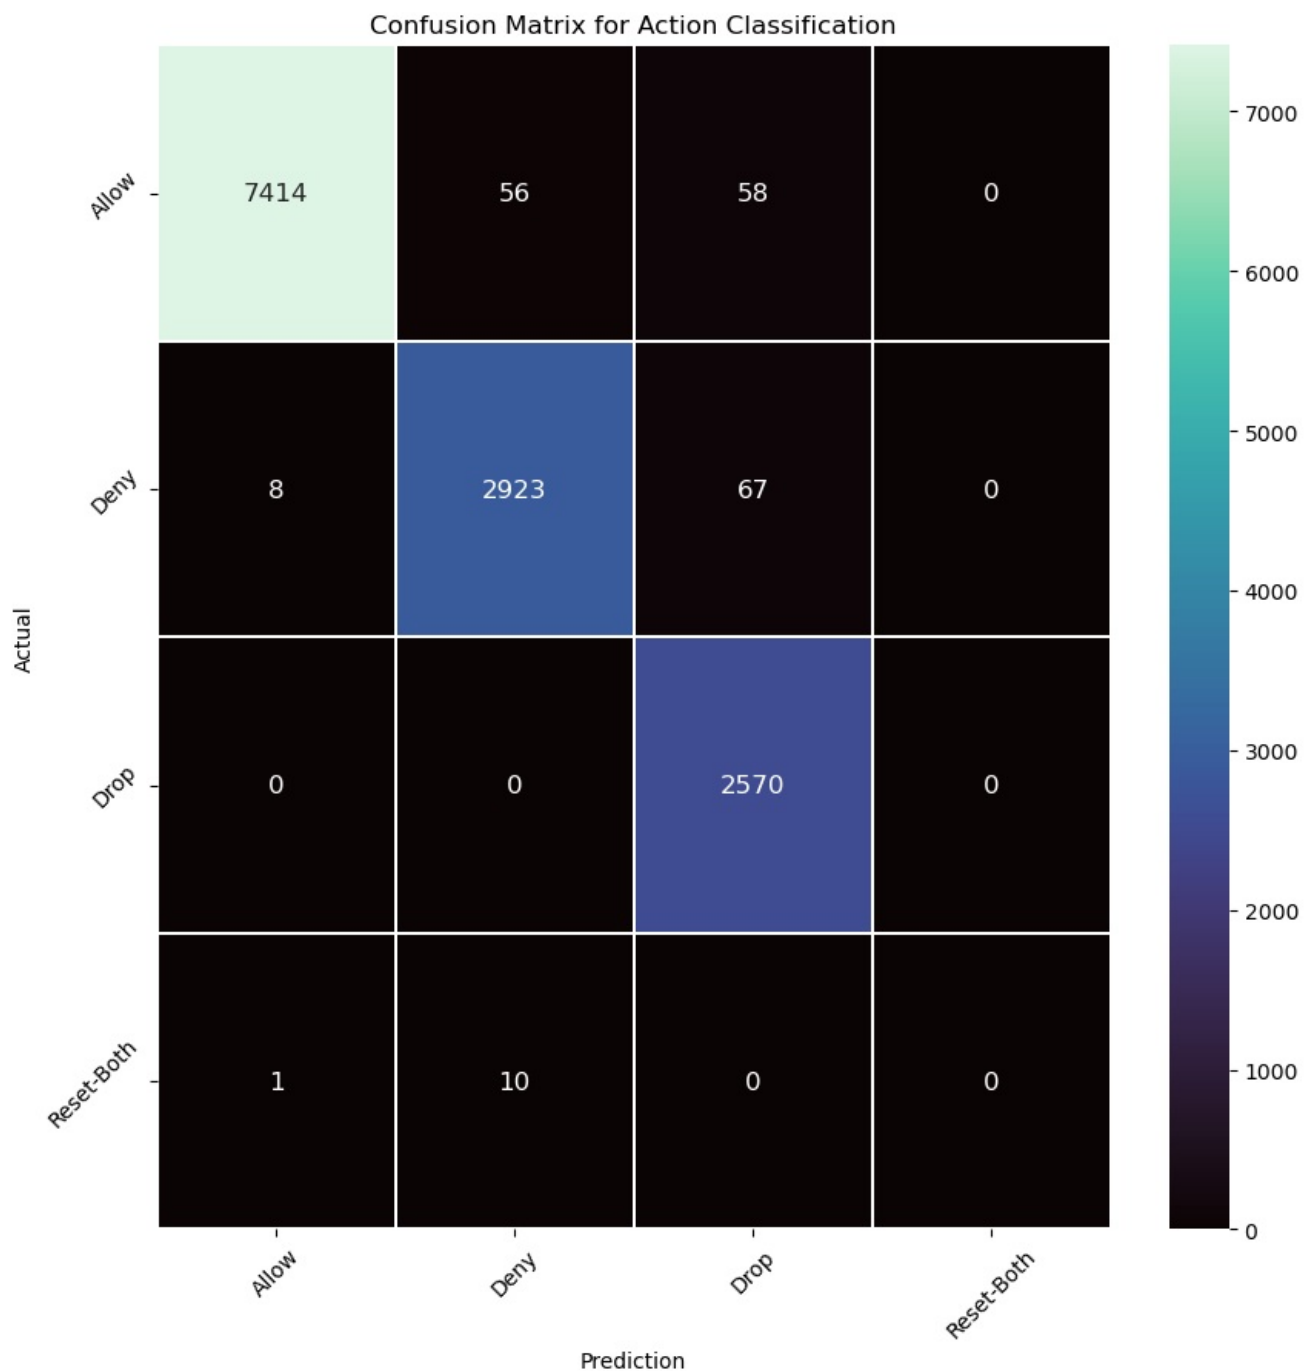 Confusion Matrix for Action Classification
7000
6000
5000
4000
3000
2000
1000
0
Actual
Allow
7414 56 58 0
Deny
8 2923 67 0
Drop
0 0 2570 0
Reset-Both
1 10 0 0
Allow Deny Drop Reset-Both
Prediction